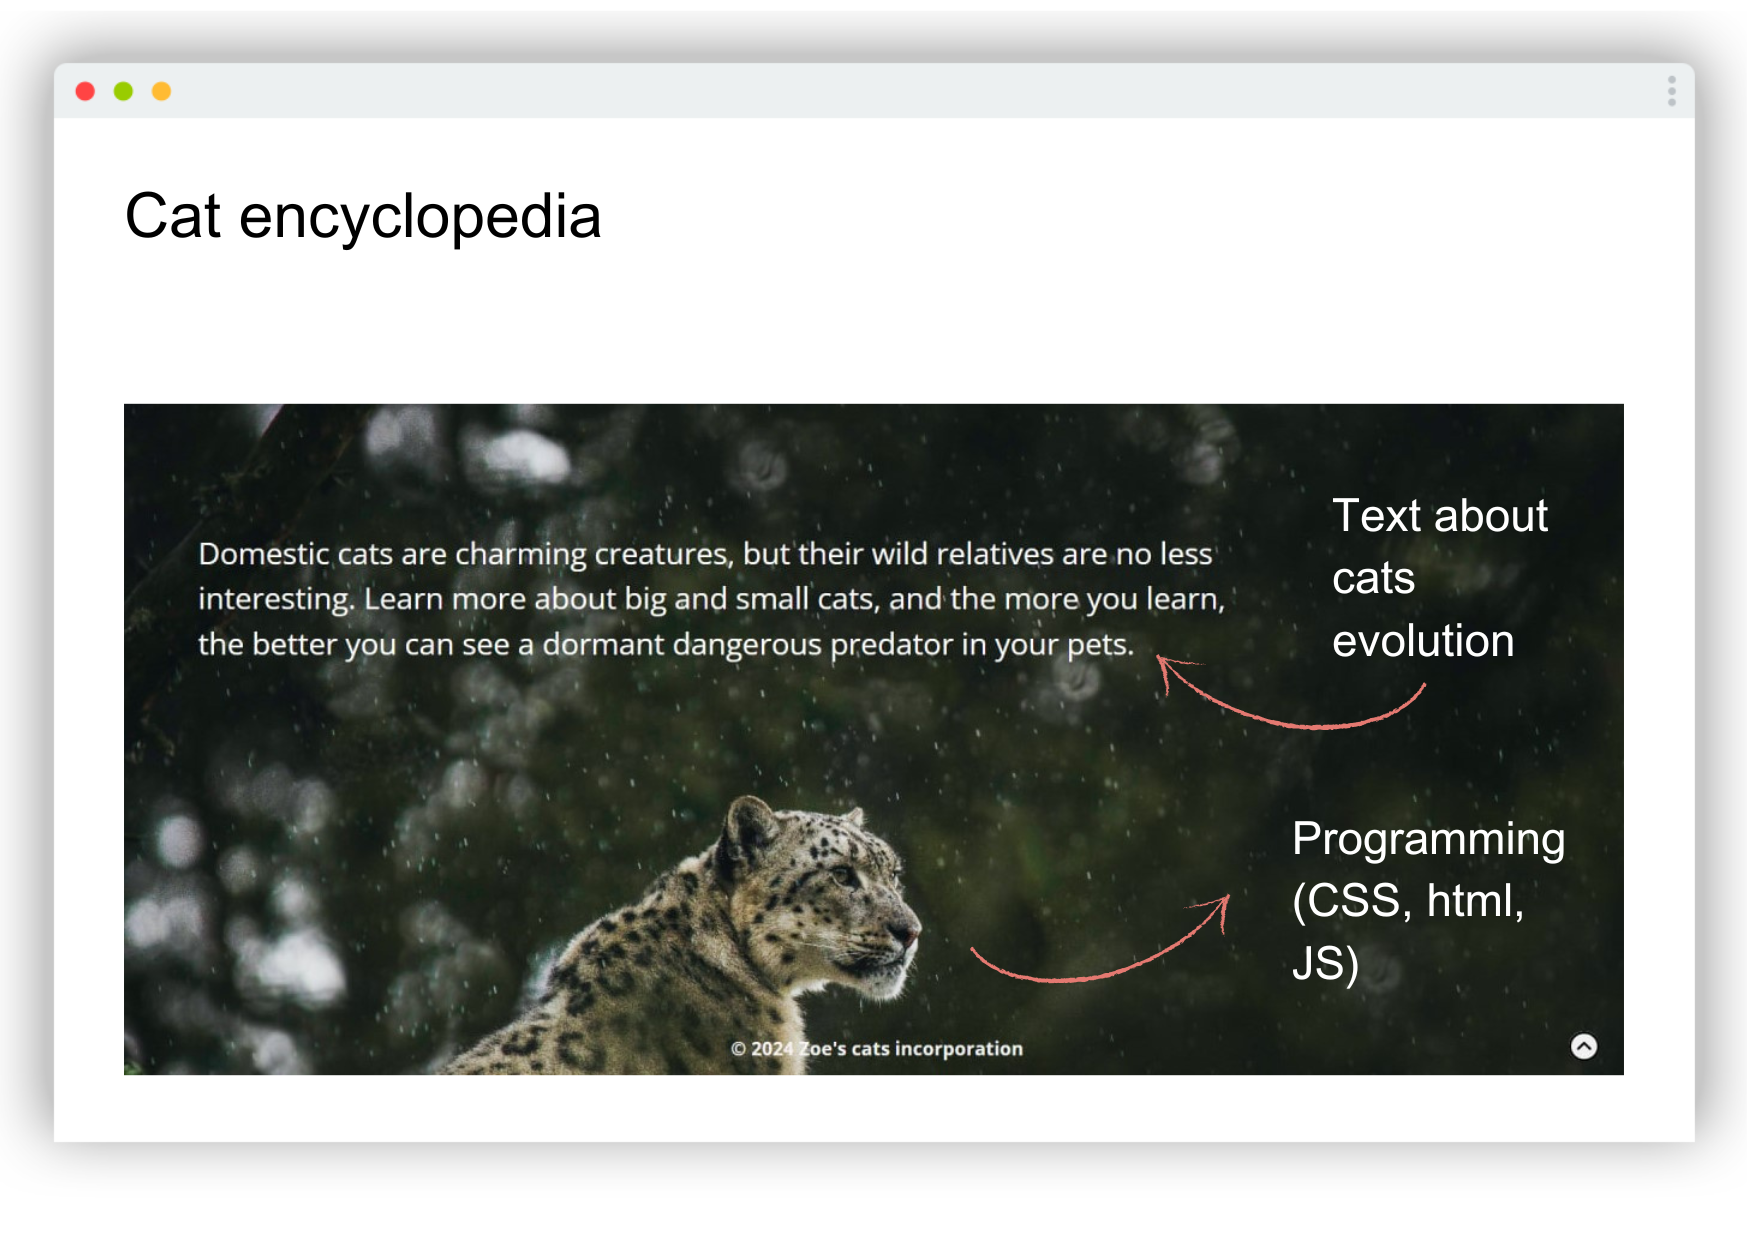 Cat encyclopedia
Domestic cats are charming creatures, but their wild relatives are no less
interesting. Learn more about big and small cats, and the more you learn,
the better you can see a dormant dangerous predator in your pets.
Text about
cats
evolution
Programming
(CSS, html,
JS)
© 2024 Zoe's cats incorporation